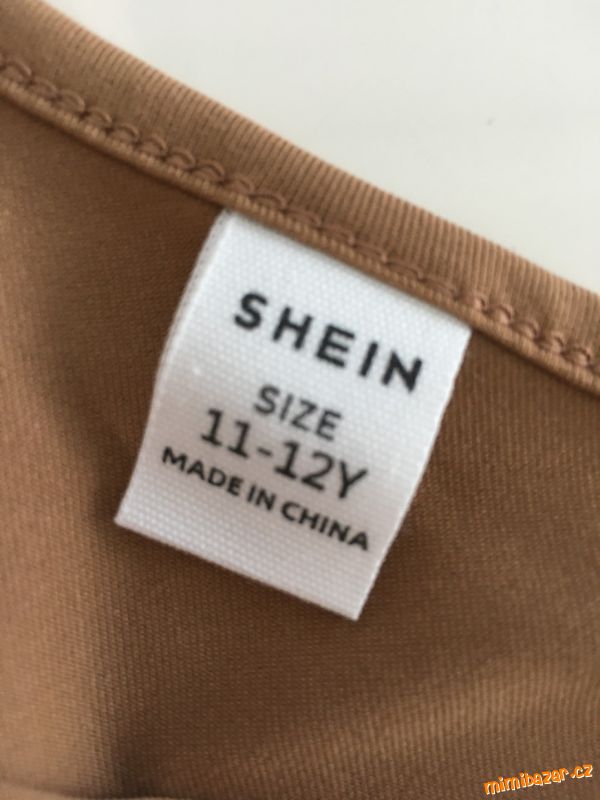 SHEIN
SIZE
11-12Y
MADE IN CHINA
mimibazar.cz